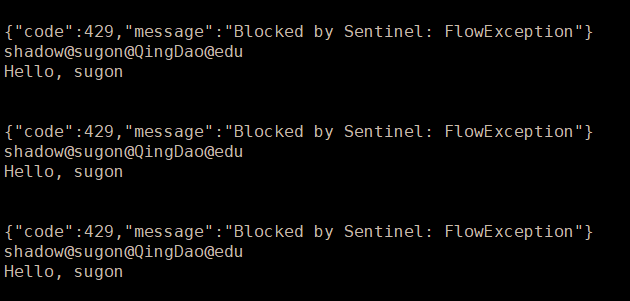 {"code":429,"message":"Blocked by Sentinel: FlowException"}
shadow@sugon@QingDao@edu
Hello, sugon
{"code":429,"message":"Blocked by Sentinel: FlowException"}
shadow@sugon@QingDao@edu
Hello, sugon
{"code":429,"message":"Blocked by Sentinel: FlowException"}
shadow@sugon@QingDao@edu
Hello, sugon